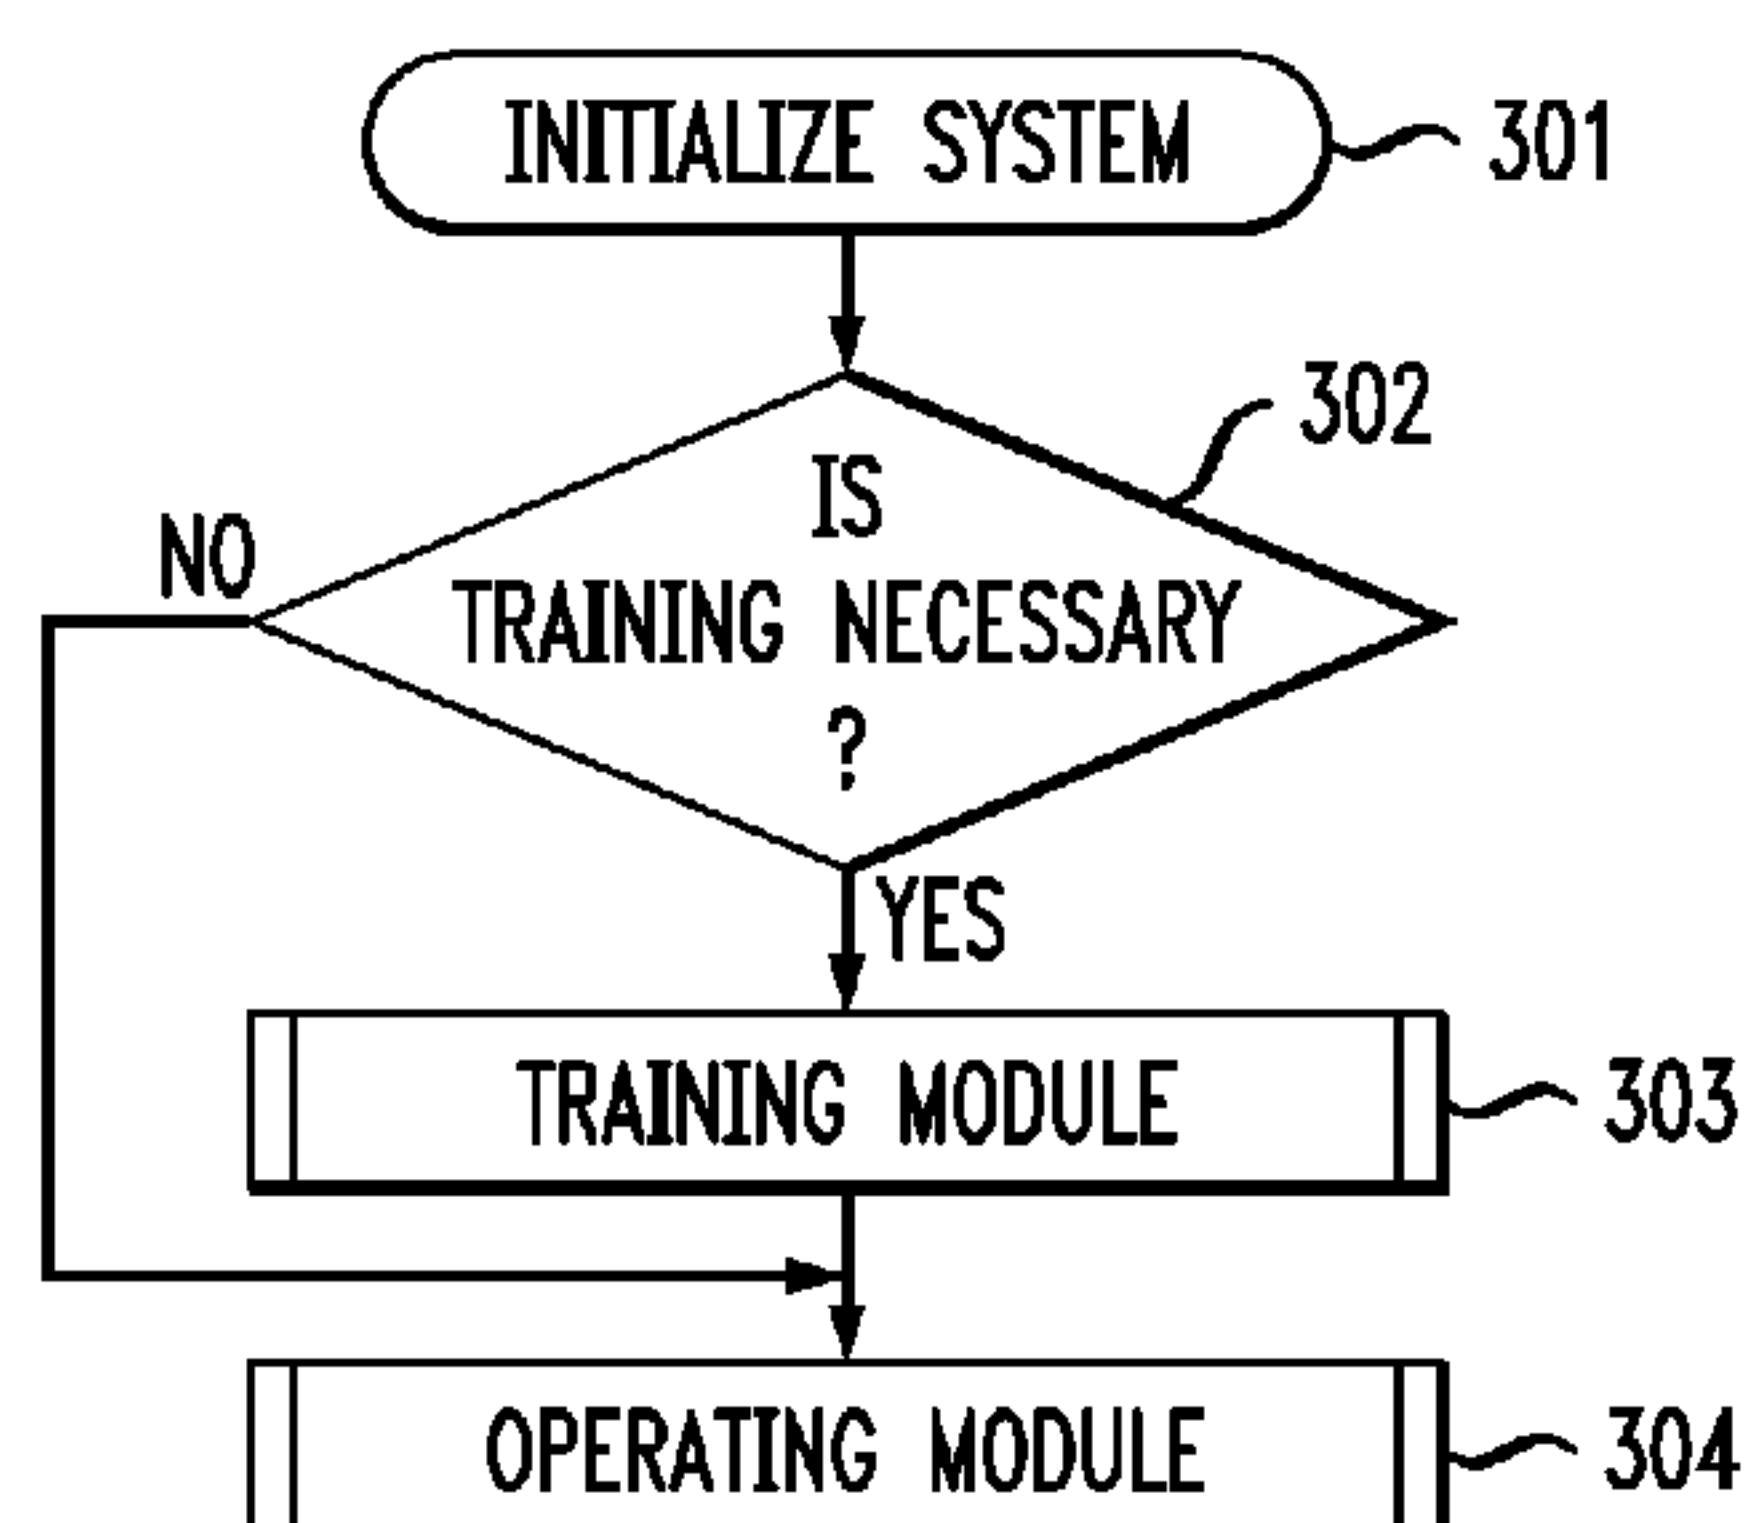 INITIALIZE SYSTEM
301
302
IS
TRAINING NECESSARY
?
NO
YES
TRAINING MODULE
303
OPERATING MODULE
304